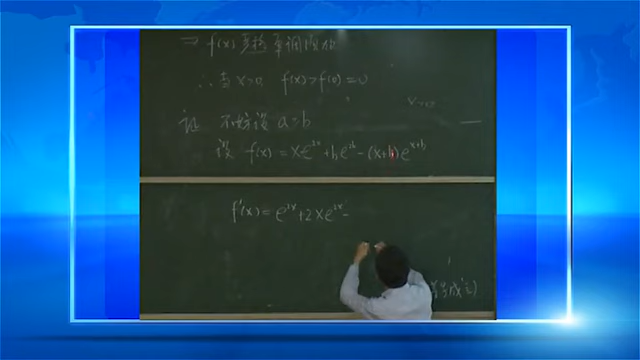 ⇒ f(x) 严格单调增加
∴ 当 x>0, f(x)>f(0)=0
x>0
证 不妨设 a=b
设 f(x)=xe^{2x}+be^{2b}-(x+b)e^{x+b}
f'(x)=e^{2x}+2xe^{2x}-